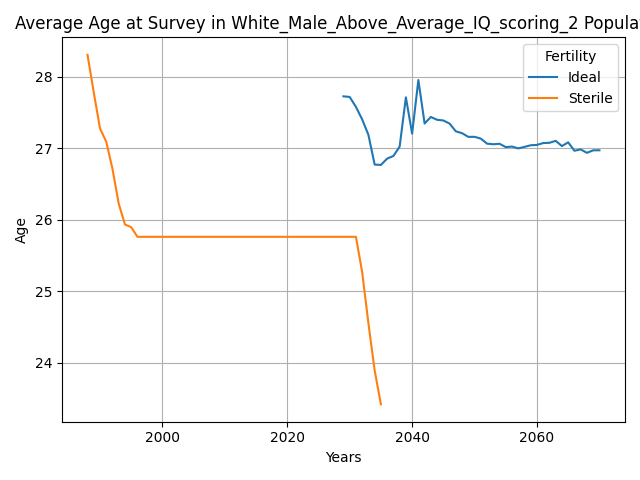 Average Age at Survey in White_Male_Above_Average_IQ_scoring_2 Popula
Fertility
Ideal
Sterile
28
27
26
25
24
Age
2000 2020 2040 2060
Years